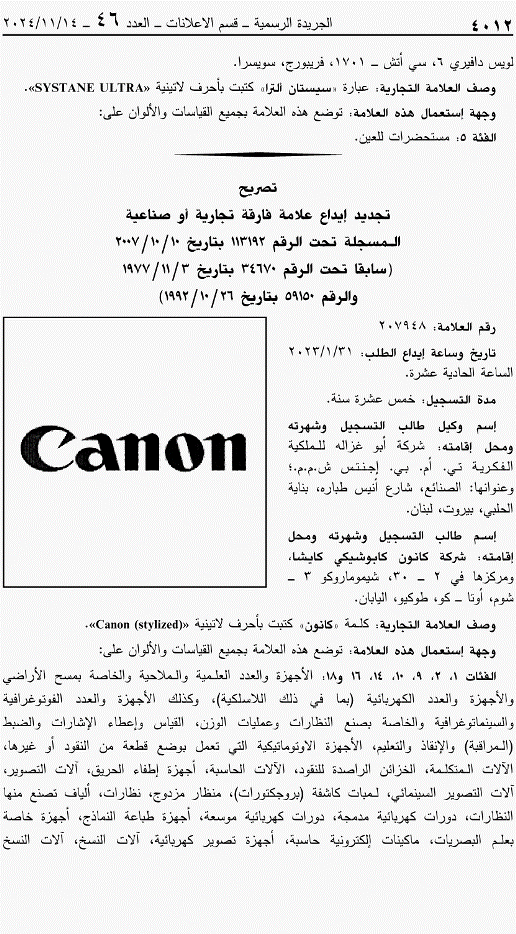 ٤٠١٢ الجريدة الرسمية ــ قسم الاعلانات ــ العدد ٤٦ ــ ٢٠٢٤/١١/١٤
لويس دافيري ٦، سي أتش ــ ١٧٠١، فريبورج، سويسرا.
وصف العلامة التجارية: عبارة «سيستان ألترا» كتبت بأحرف لاتينية «SYSTANE ULTRA».
وجهة إستعمال هذه العلامة: توضع هذه العلامة بجميع القياسات والألوان على:
الفئة ٥: مستحضرات للعين.
تصريح
تجديد إيداع علامة فارقة تجارية أو صناعية
المسجلة تحت الرقم ١١٣١٩٢ بتاريخ ٢٠٠٧/١٠/١٠
(سابقا تحت الرقم ٣٤٦٧٠ بتاريخ ١٩٧٧/١١/٣
والرقم ٥٩١٥٠ بتاريخ ١٩٩٢/١٠/٢٦)
رقم العلامة: ٢٠٧٩٤٨
تاريخ وساعة إيداع الطلب: ٢٠٢٣/١/٣١
الساعة الحادية عشرة.
مدة التسجيل: خمس عشرة سنة.
إسم وكيل طالب التسجيل وشهرته
ومحل إقامته: شركة أبو غزاله للملكية
الفكرية تي. أم. بي. إجنتس ش.م.م.؛
وعنوانها: الصنائع، شارع أنيس طباره، بناية
الحلبي، بيروت، لبنان.
إسم طالب التسجيل وشهرته ومحل
إقامته: شركة كانون كابوشيكي كايشا،
ومركزها في ٢ ــ ٣٠، شيموماروكو ٣ ــ
شوم، أوتا ــ كو، طوكيو، اليابان.
Canon
وصف العلامة التجارية: كلمة «كانون» كتبت بأحرف لاتينية «Canon (stylized)».
وجهة إستعمال هذه العلامة: توضع هذه العلامة بجميع القياسات والألوان على:
الفئات ١، ٢، ٩، ١٠، ١٤، ١٦ و١٨: الأجهزة والعدد العلمية والملاحية والخاصة بمسح الأراضي
والأجهزة والعدد الكهربائية (بما في ذلك اللاسلكية)، وكذلك الأجهزة والعدد الفوتوغرافية
والسينماتوغرافية والخاصة بصنع النظارات وعمليات الوزن، القياس وإعطاء الإشارات والضبط
(المراقبة) والإنقاذ والتعليم، الأجهزة الاوتوماتيكية التي تعمل بوضع قطعة من النقود أو غيرها،
الآلات المتكلمة، الخزائن الراصدة للنقود، الآلات الحاسبة، أجهزة إطفاء الحريق، آلات التصوير،
آلات التصوير السينمائي، لمبات كاشفة (بروجكتورات)، منظار مزدوج، نظارات، ألياف تصنع منها
النظارات، دورات كهربائية مدمجة، دورات كهربائية موسعة، أجهزة طباعة النماذج، أجهزة خاصة
بعلم البصريات، ماكينات إلكترونية حاسبة، أجهزة تصوير كهربائية، آلات النسخ، آلات النسخ